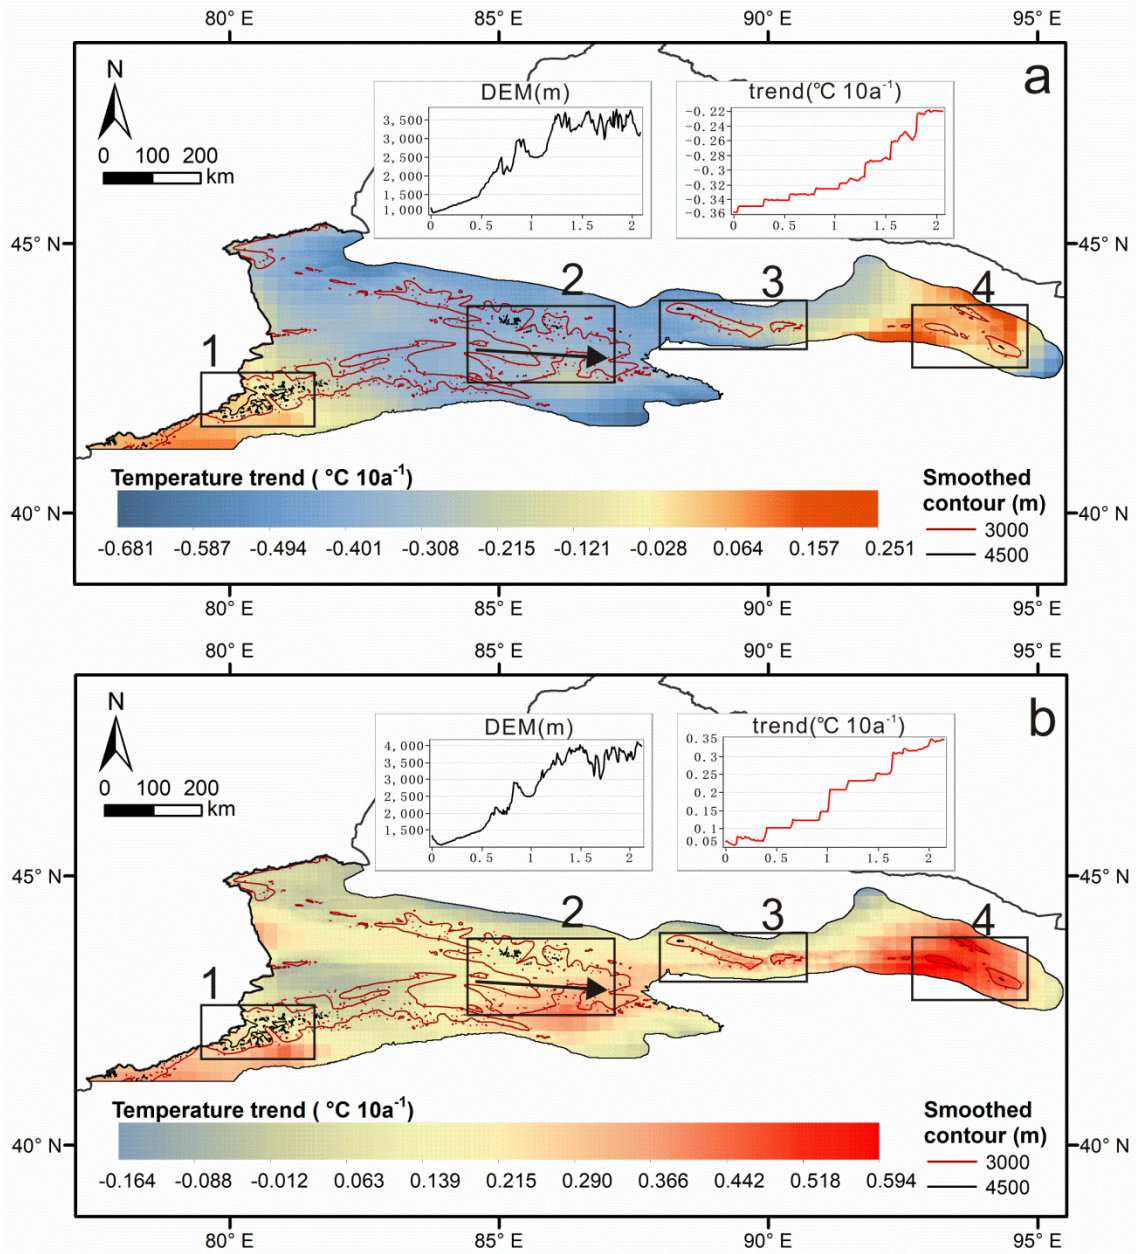 80° E 85° E 90° E 95° E
a
N
0 100 200
km
DEM(m)
3,500
3,000
2,500
2,000
1,500
1,000
0 0.5 1 1.5 2
trend(°C 10a⁻¹)
-0.22
-0.24
-0.26
-0.28
-0.3
-0.32
-0.34
-0.36
0 0.5 1 1.5 2
45° N 45° N
1 2 3 4
Temperature trend ( °C 10a⁻¹)
-0.681 -0.587 -0.494 -0.401 -0.308 -0.215 -0.121 -0.028 0.064 0.157 0.251
Smoothed
contour (m)
3000
4500
40° N 40° N
80° E 85° E 90° E 95° E
80° E 85° E 90° E 95° E
b
N
0 100 200
km
DEM(m)
4,000
3,500
3,000
2,500
2,000
1,500
0 0.5 1 1.5 2
trend(°C 10a⁻¹)
0.35
0.3
0.25
0.2
0.15
0.1
0.05
0 0.5 1 1.5 2
45° N 45° N
1 2 3 4
Temperature trend ( °C 10a⁻¹)
-0.164 -0.088 -0.012 0.063 0.139 0.215 0.290 0.366 0.442 0.518 0.594
Smoothed
contour (m)
3000
4500
40° N 40° N
80° E 85° E 90° E 95° E